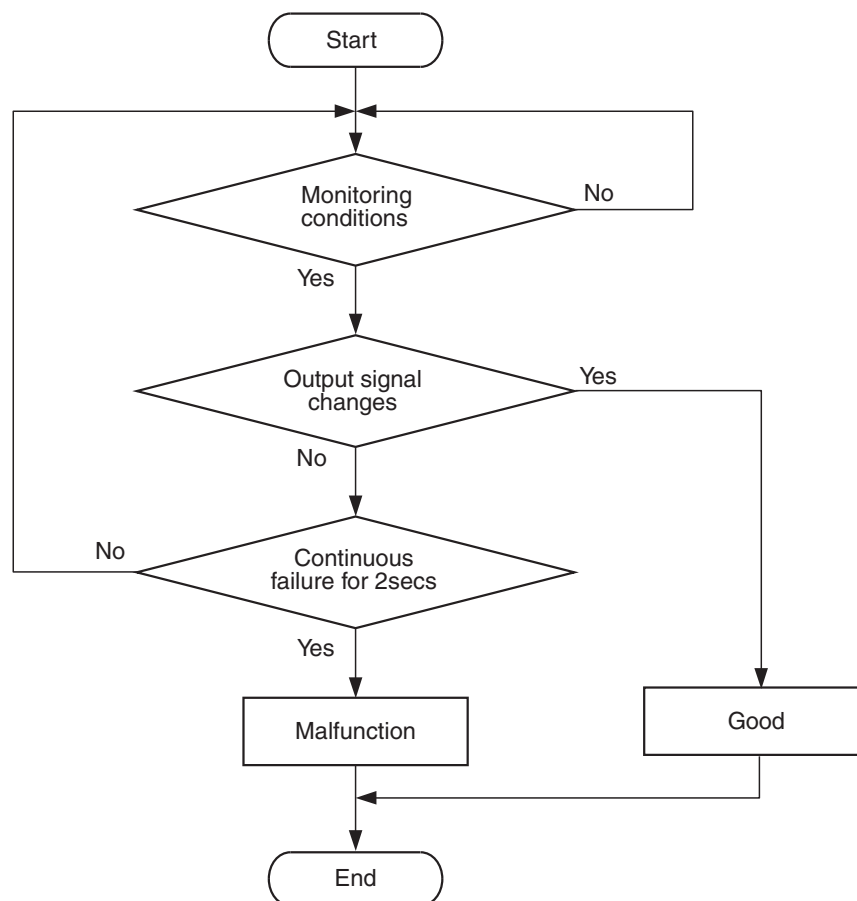 Start
Monitoring
conditions
No
Yes
Output signal
changes
Yes
No
Continuous
failure for 2secs
No
Yes
Malfunction
Good
End